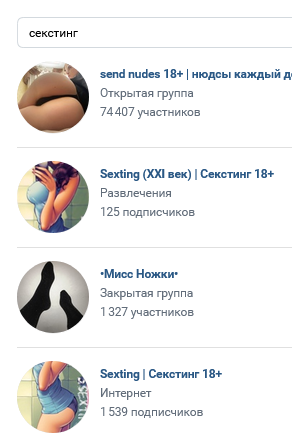 секстинг
send nudes 18+ | нюдсы каждый д
Открытая группа
74 407 участников
Sexting (XXI век) | Секстинг 18+
Развлечения
125 подписчиков
•Мисс Ножки•
Закрытая группа
1 327 участников
Sexting | Секстинг 18+
Интернет
1 539 подписчиков